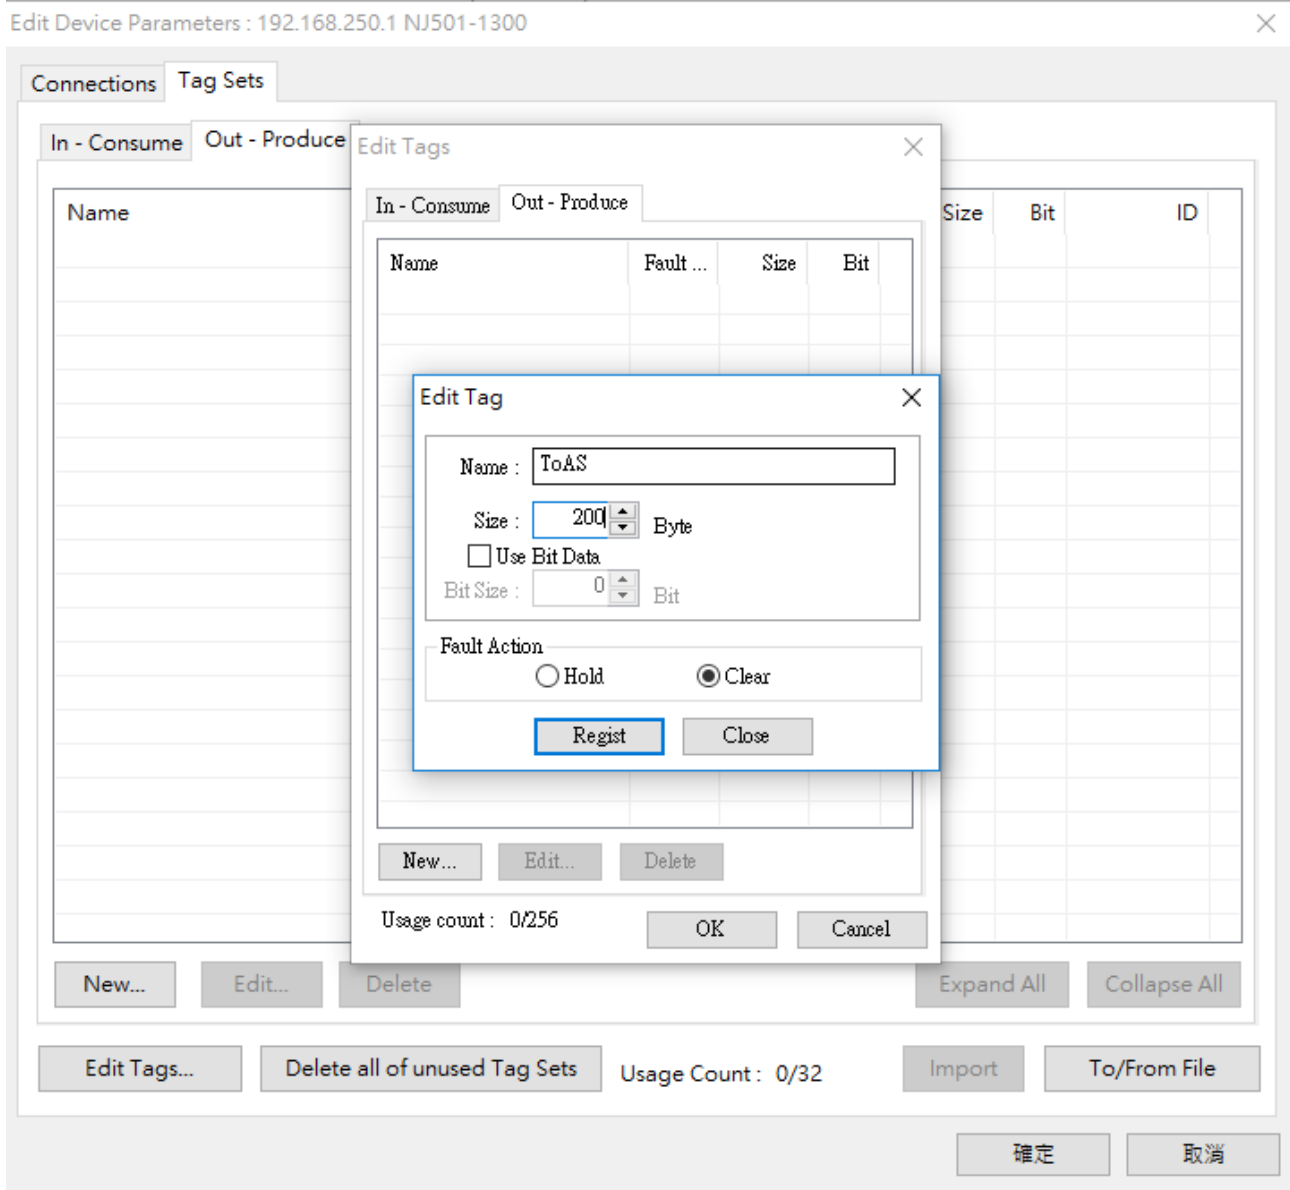 Edit Device Parameters : 192.168.250.1 NJ501-1300
Connections
Tag Sets
In - Consume
Out - Produce
Name
Size
Bit
ID
Edit Tags
In - Consume
Out - Produce
Name
Fault ...
Size
Bit
Edit Tag
Name :
ToAS
Size :
200
Byte
Use Bit Data
Bit Size :
0
Bit
Fault Action
Hold
Clear
Regist
Close
New...
Edit...
Delete
Usage count : 0/256
OK
Cancel
New...
Edit...
Delete
Expand All
Collapse All
Edit Tags...
Delete all of unused Tag Sets
Usage Count : 0/32
Import
To/From File
確定
取消